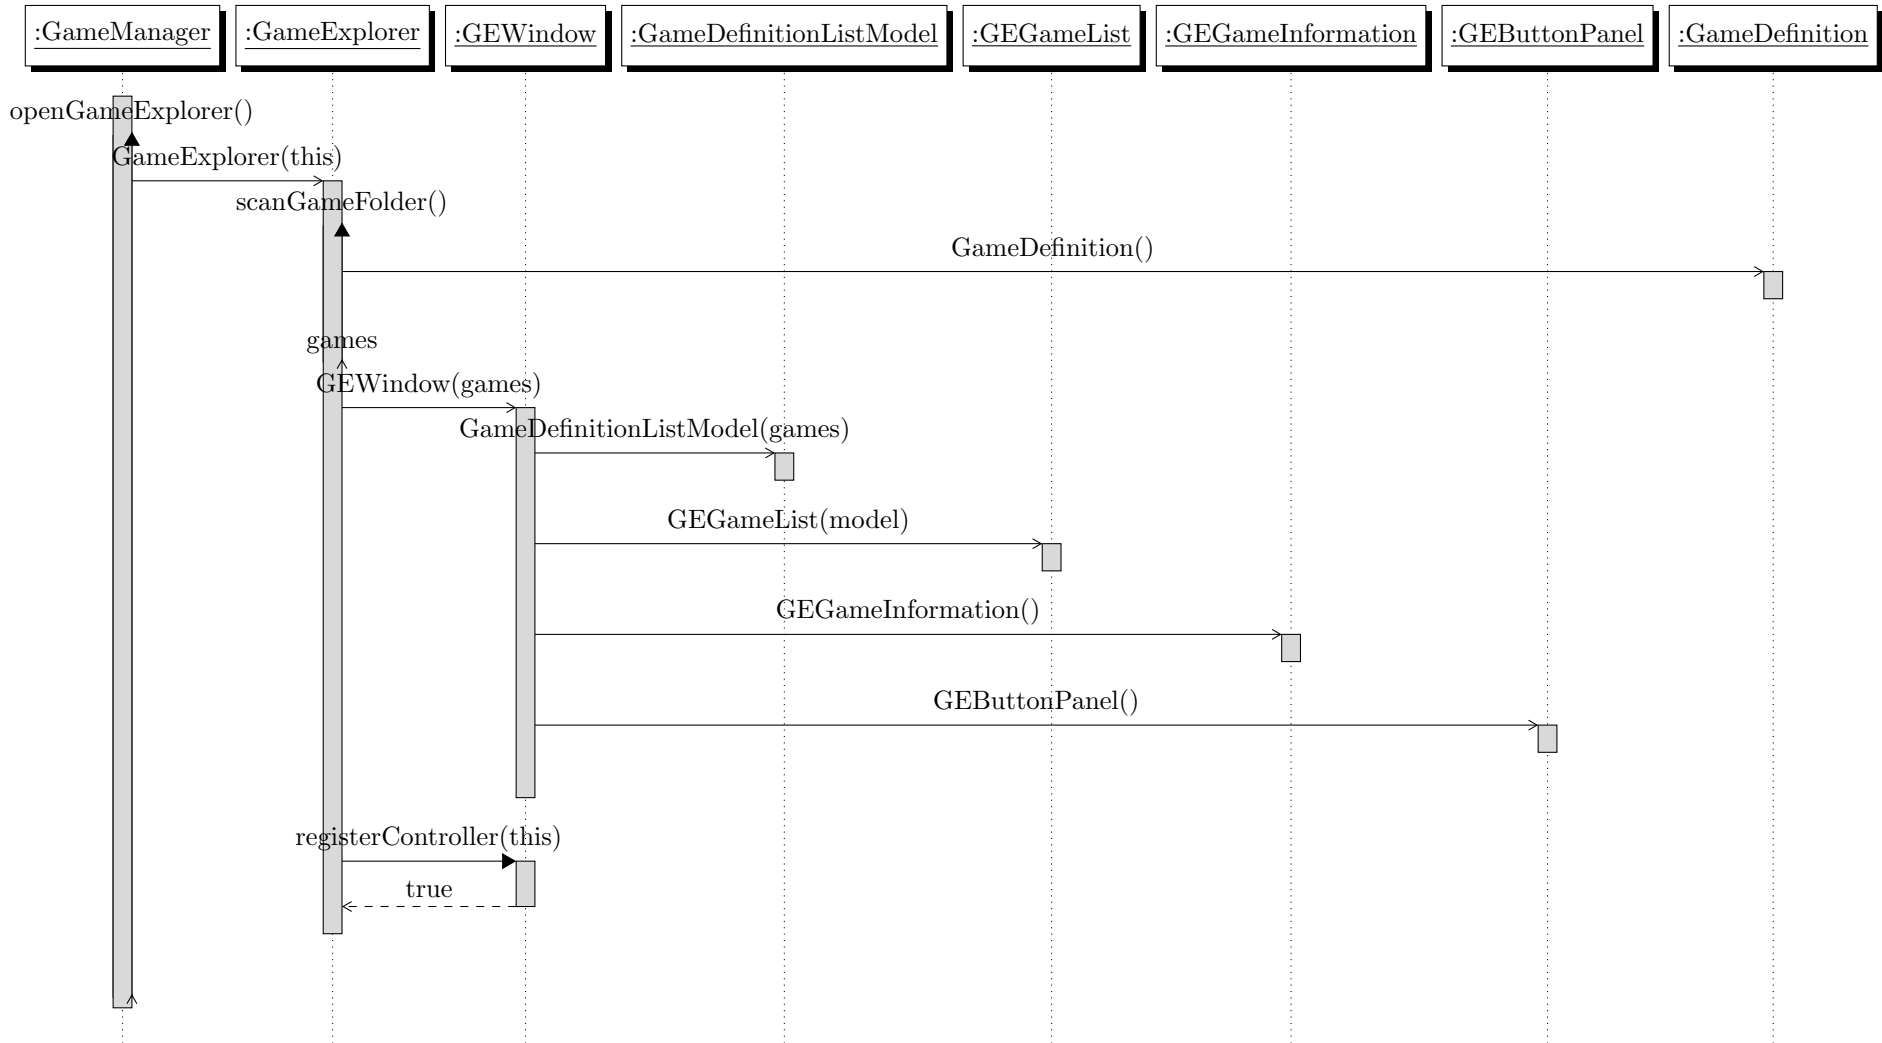 :GameManager
:GameExplorer
:GEWindow
:GameDefinitionListModel
:GEGameList
:GEGameInformation
:GEButtonPanel
:GameDefinition
openGameExplorer()
GameExplorer(this)
scanGameFolder()
GameDefinition()
games
GEWindow(games)
GameDefinitionListModel(games)
GEGameList(model)
GEGameInformation()
GEButtonPanel()
registerController(this)
true